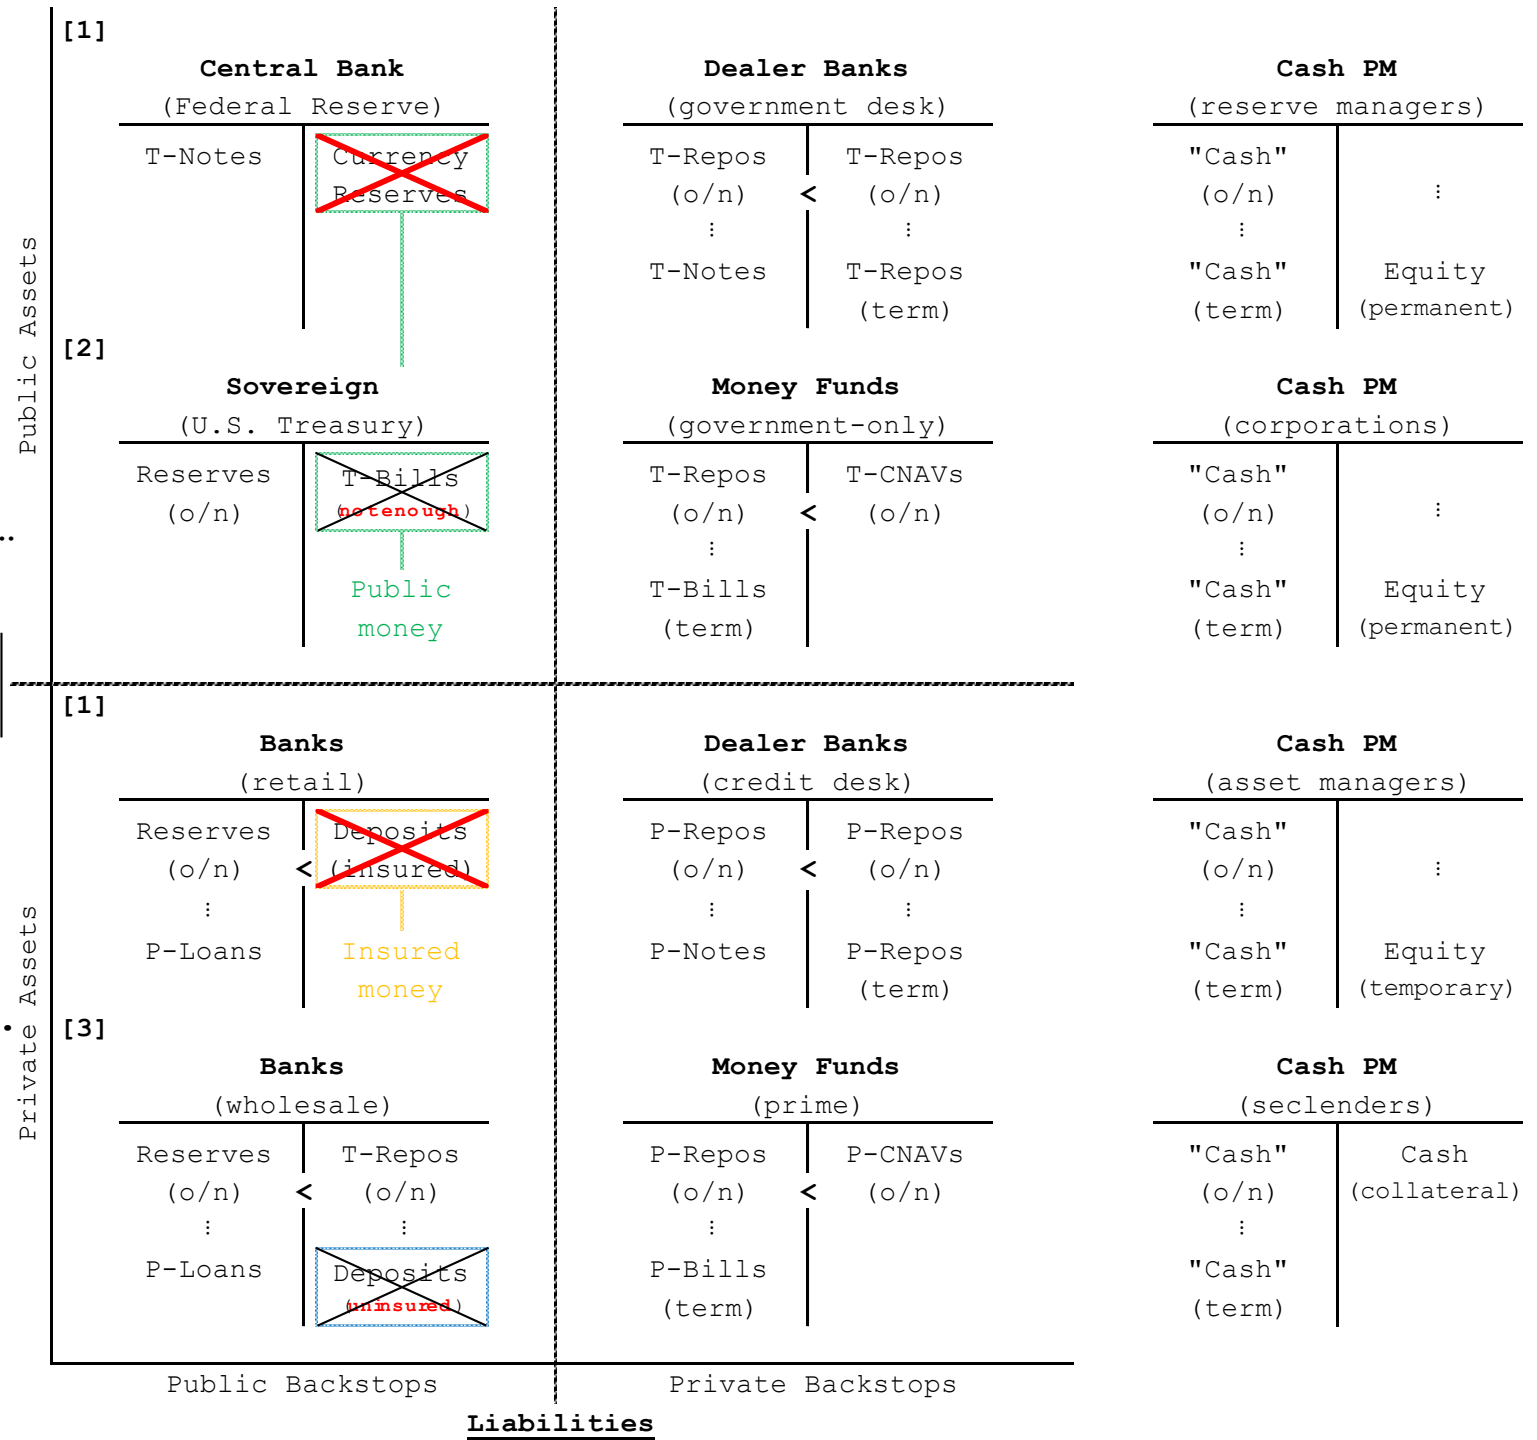 [1]
Central Bank
(Federal Reserve)
T-Notes
Currency
Reserves
Dealer Banks
(government desk)
T-Repos
(o/n)
⋮
T-Notes
<
T-Repos
(o/n)
⋮
T-Repos
(term)
Cash PM
(reserve managers)
"Cash"
(o/n)
⋮
"Cash"
(term)
⋮
Equity
(permanent)
[2]
Sovereign
(U.S. Treasury)
Reserves
(o/n)
T-Bills
(not enough)
Public
money
Money Funds
(government-only)
T-Repos
(o/n)
⋮
T-Bills
(term)
<
T-CNAVs
(o/n)
Cash PM
(corporations)
"Cash"
(o/n)
⋮
"Cash"
(term)
⋮
Equity
(permanent)
Public Assets
[1]
Banks
(retail)
Reserves
(o/n)
⋮
P-Loans
<
Deposits
(insured)
Insured
money
Dealer Banks
(credit desk)
P-Repos
(o/n)
⋮
P-Notes
<
P-Repos
(o/n)
⋮
P-Repos
(term)
Cash PM
(asset managers)
"Cash"
(o/n)
⋮
"Cash"
(term)
⋮
Equity
(temporary)
[3]
Banks
(wholesale)
Reserves
(o/n)
⋮
P-Loans
<
T-Repos
(o/n)
⋮
Deposits
(uninsured)
Money Funds
(prime)
P-Repos
(o/n)
⋮
P-Bills
(term)
<
P-CNAVs
(o/n)
Cash PM
(seclenders)
"Cash"
(o/n)
⋮
"Cash"
(term)
Cash
(collateral)
Private Assets
Public Backstops
Private Backstops
Liabilities